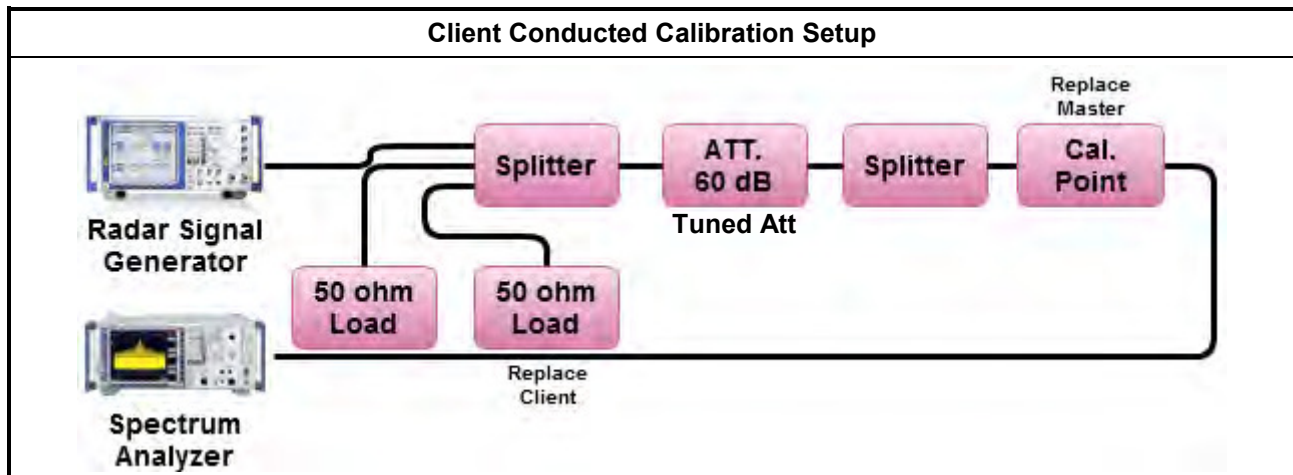 Client Conducted Calibration Setup
Replace
Master
Splitter
ATT.
60 dB
Splitter
Cal.
Point
Tuned Att
Radar Signal
Generator
50 ohm
Load
50 ohm
Load
Replace
Client
Spectrum
Analyzer